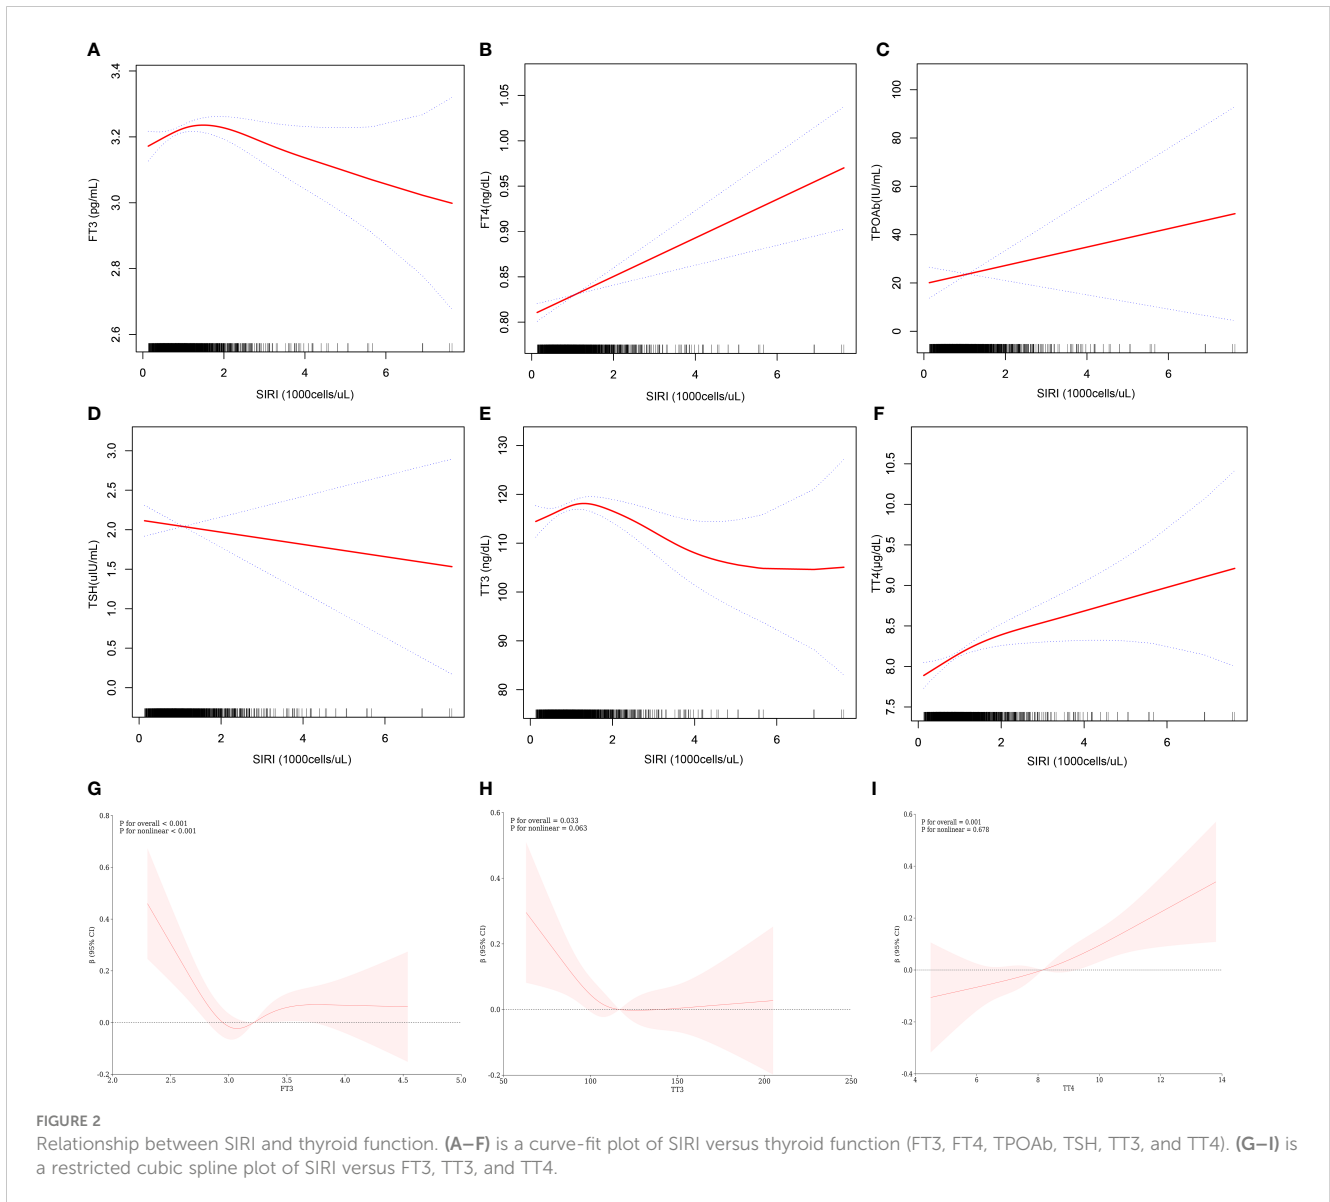 A
3.4
3.2
3.0
2.8
2.6
FT3 (pg/mL)
0 2 4 6
SIRI (1000cells/uL)
B
1.05
1.00
0.95
0.90
0.85
0.80
FT4(ng/dL)
0 2 4 6
SIRI (1000cells/uL)
C
100
80
60
40
20
0
TPOAb(IU/mL)
0 2 4 6
SIRI (1000cells/uL)
D
3.0
2.5
2.0
1.5
1.0
0.5
0.0
TSH(uIU/mL)
0 2 4 6
SIRI (1000cells/uL)
E
130
120
110
100
90
80
TT3 (ng/dL)
0 2 4 6
SIRI (1000cells/uL)
F
10.5
10.0
9.5
9.0
8.5
8.0
7.5
TT4(μg/dL)
0 2 4 6
SIRI (1000cells/uL)
G
P for overall < 0.001
P for nonlinear < 0.001
0.8
0.6
0.4
0.2
0.0
-0.2
β (95% CI)
2.0 2.5 3.0 3.5 4.0 4.5 5.0
FT3
H
P for overall = 0.033
P for nonlinear = 0.063
0.6
0.4
0.2
0.0
-0.2
β (95% CI)
50 100 150 200 250
TT3
I
P for overall = 0.001
P for nonlinear = 0.678
0.6
0.4
0.2
0.0
-0.2
-0.4
β (95% CI)
4 6 8 10 12 14
TT4
FIGURE 2
Relationship between SIRI and thyroid function. (A–F) is a curve-fit plot of SIRI versus thyroid function (FT3, FT4, TPOAb, TSH, TT3, and TT4). (G–I) is
a restricted cubic spline plot of SIRI versus FT3, TT3, and TT4.